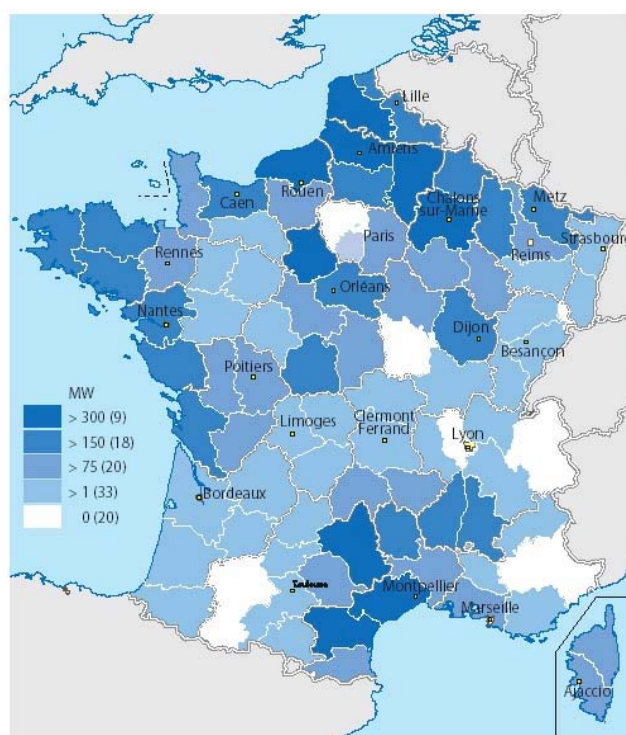 Lille
Amiens
Rouen
Caen
Chalons
sur-Marne
Metz
Paris
Strasbourg
Reims
Rennes
Orléans
Nantes
Dijon
Besançon
Poitiers
MW
> 300 (9)
> 150 (18)
> 75 (20)
> 1 (33)
0 (20)
Limoges
Clermont
Ferrand
Lyon
Bordeaux
Toulouse
Montpellier
Marseille
Ajaccio